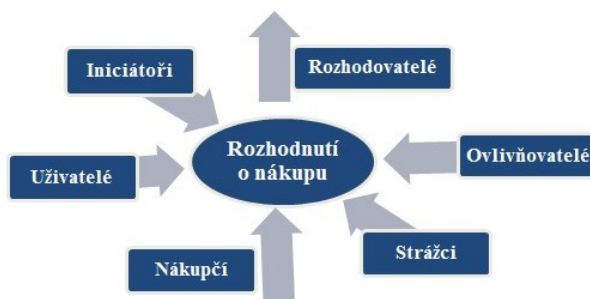 Iniciátoři
Rozhodovatelé
Rozhodnutí
o nákupu
Ovlivňovatelé
Uživatelé
Strážci
Nákupčí